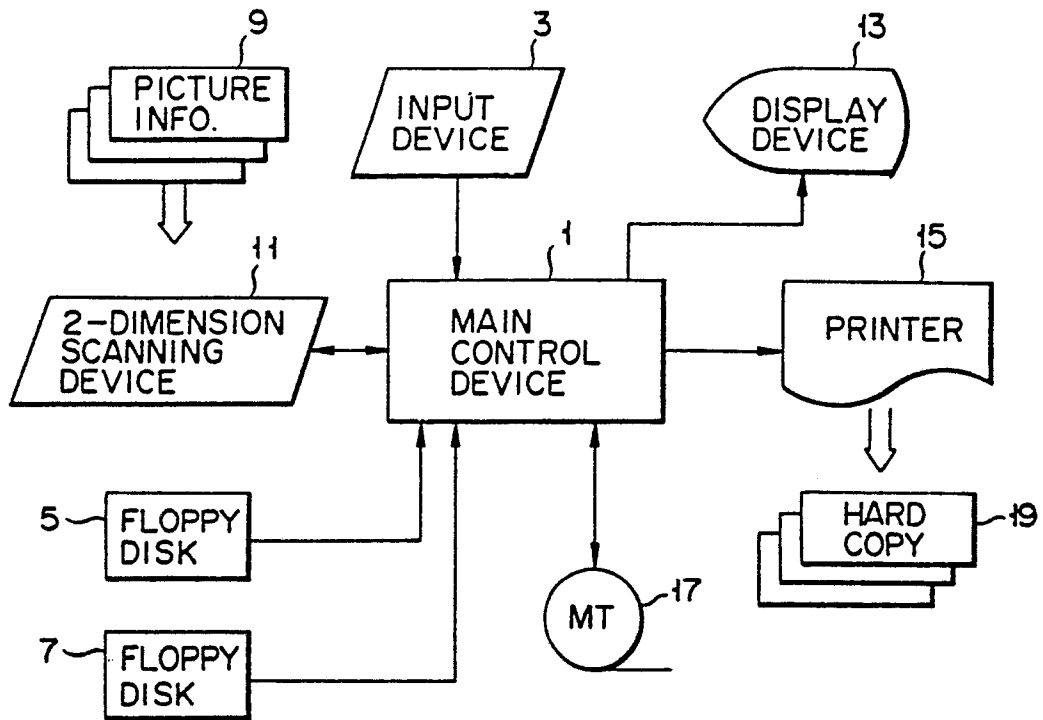 9
PICTURE
INFO.
3
INPUT
DEVICE
13
DISPLAY
DEVICE
11
2-DIMENSION
SCANNING
DEVICE
1
MAIN
CONTROL
DEVICE
15
PRINTER
5
FLOPPY
DISK
7
FLOPPY
DISK
MT
17
HARD
COPY
19